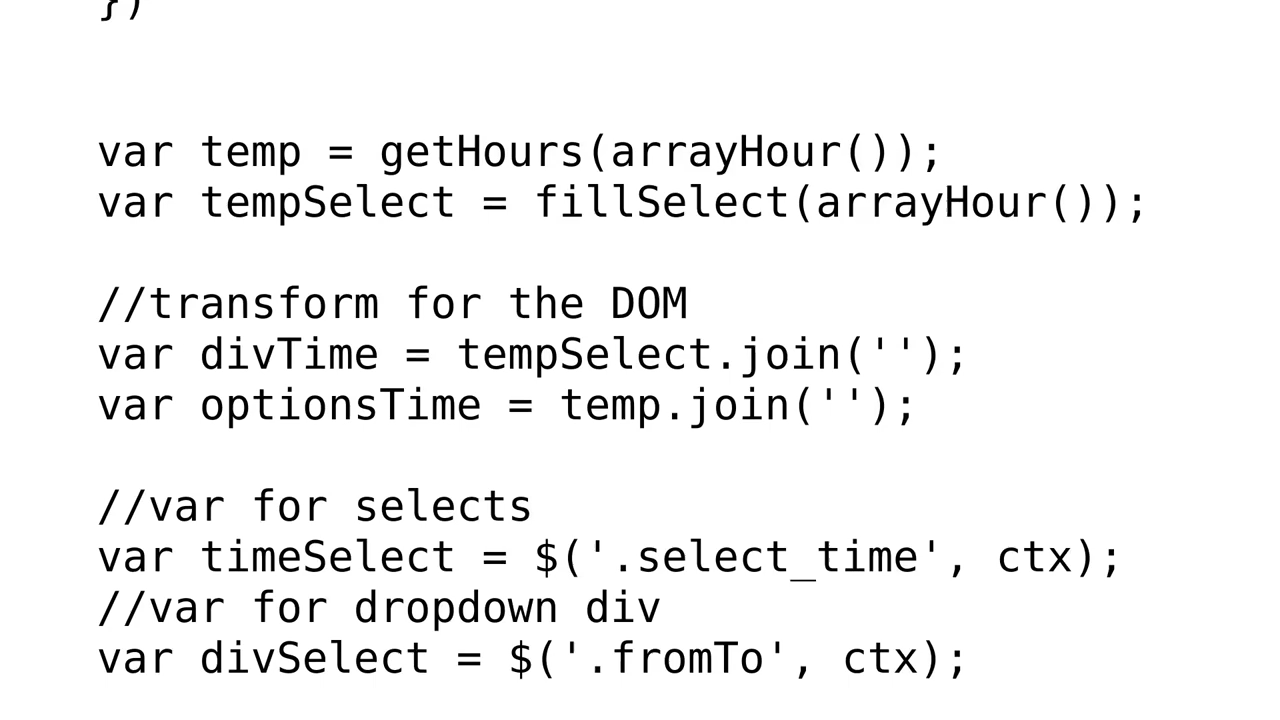 })
var temp = getHours(arrayHour());
var tempSelect = fillSelect(arrayHour());
//transform for the DOM
var divTime = tempSelect.join('');
var optionsTime = temp.join('');
//var for selects
var timeSelect = $('.select_time', ctx);
//var for dropdown div
var divSelect = $('.fromTo', ctx);